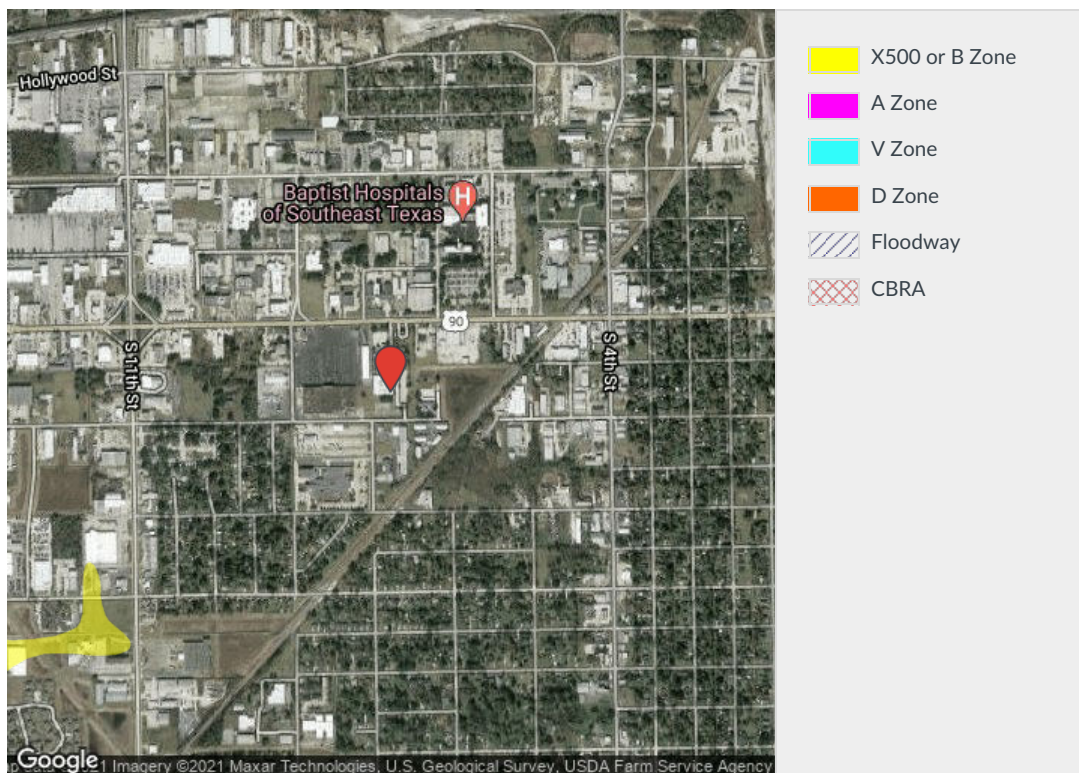 Hollywood St
Baptist Hospitals
of Southeast Texas
H
90
S 11th St
S 4th St
Google
Imagery ©2021 Maxar Technologies, U.S. Geological Survey, USDA Farm Service Agency
X500 or B Zone
A Zone
V Zone
D Zone
Floodway
CBRA